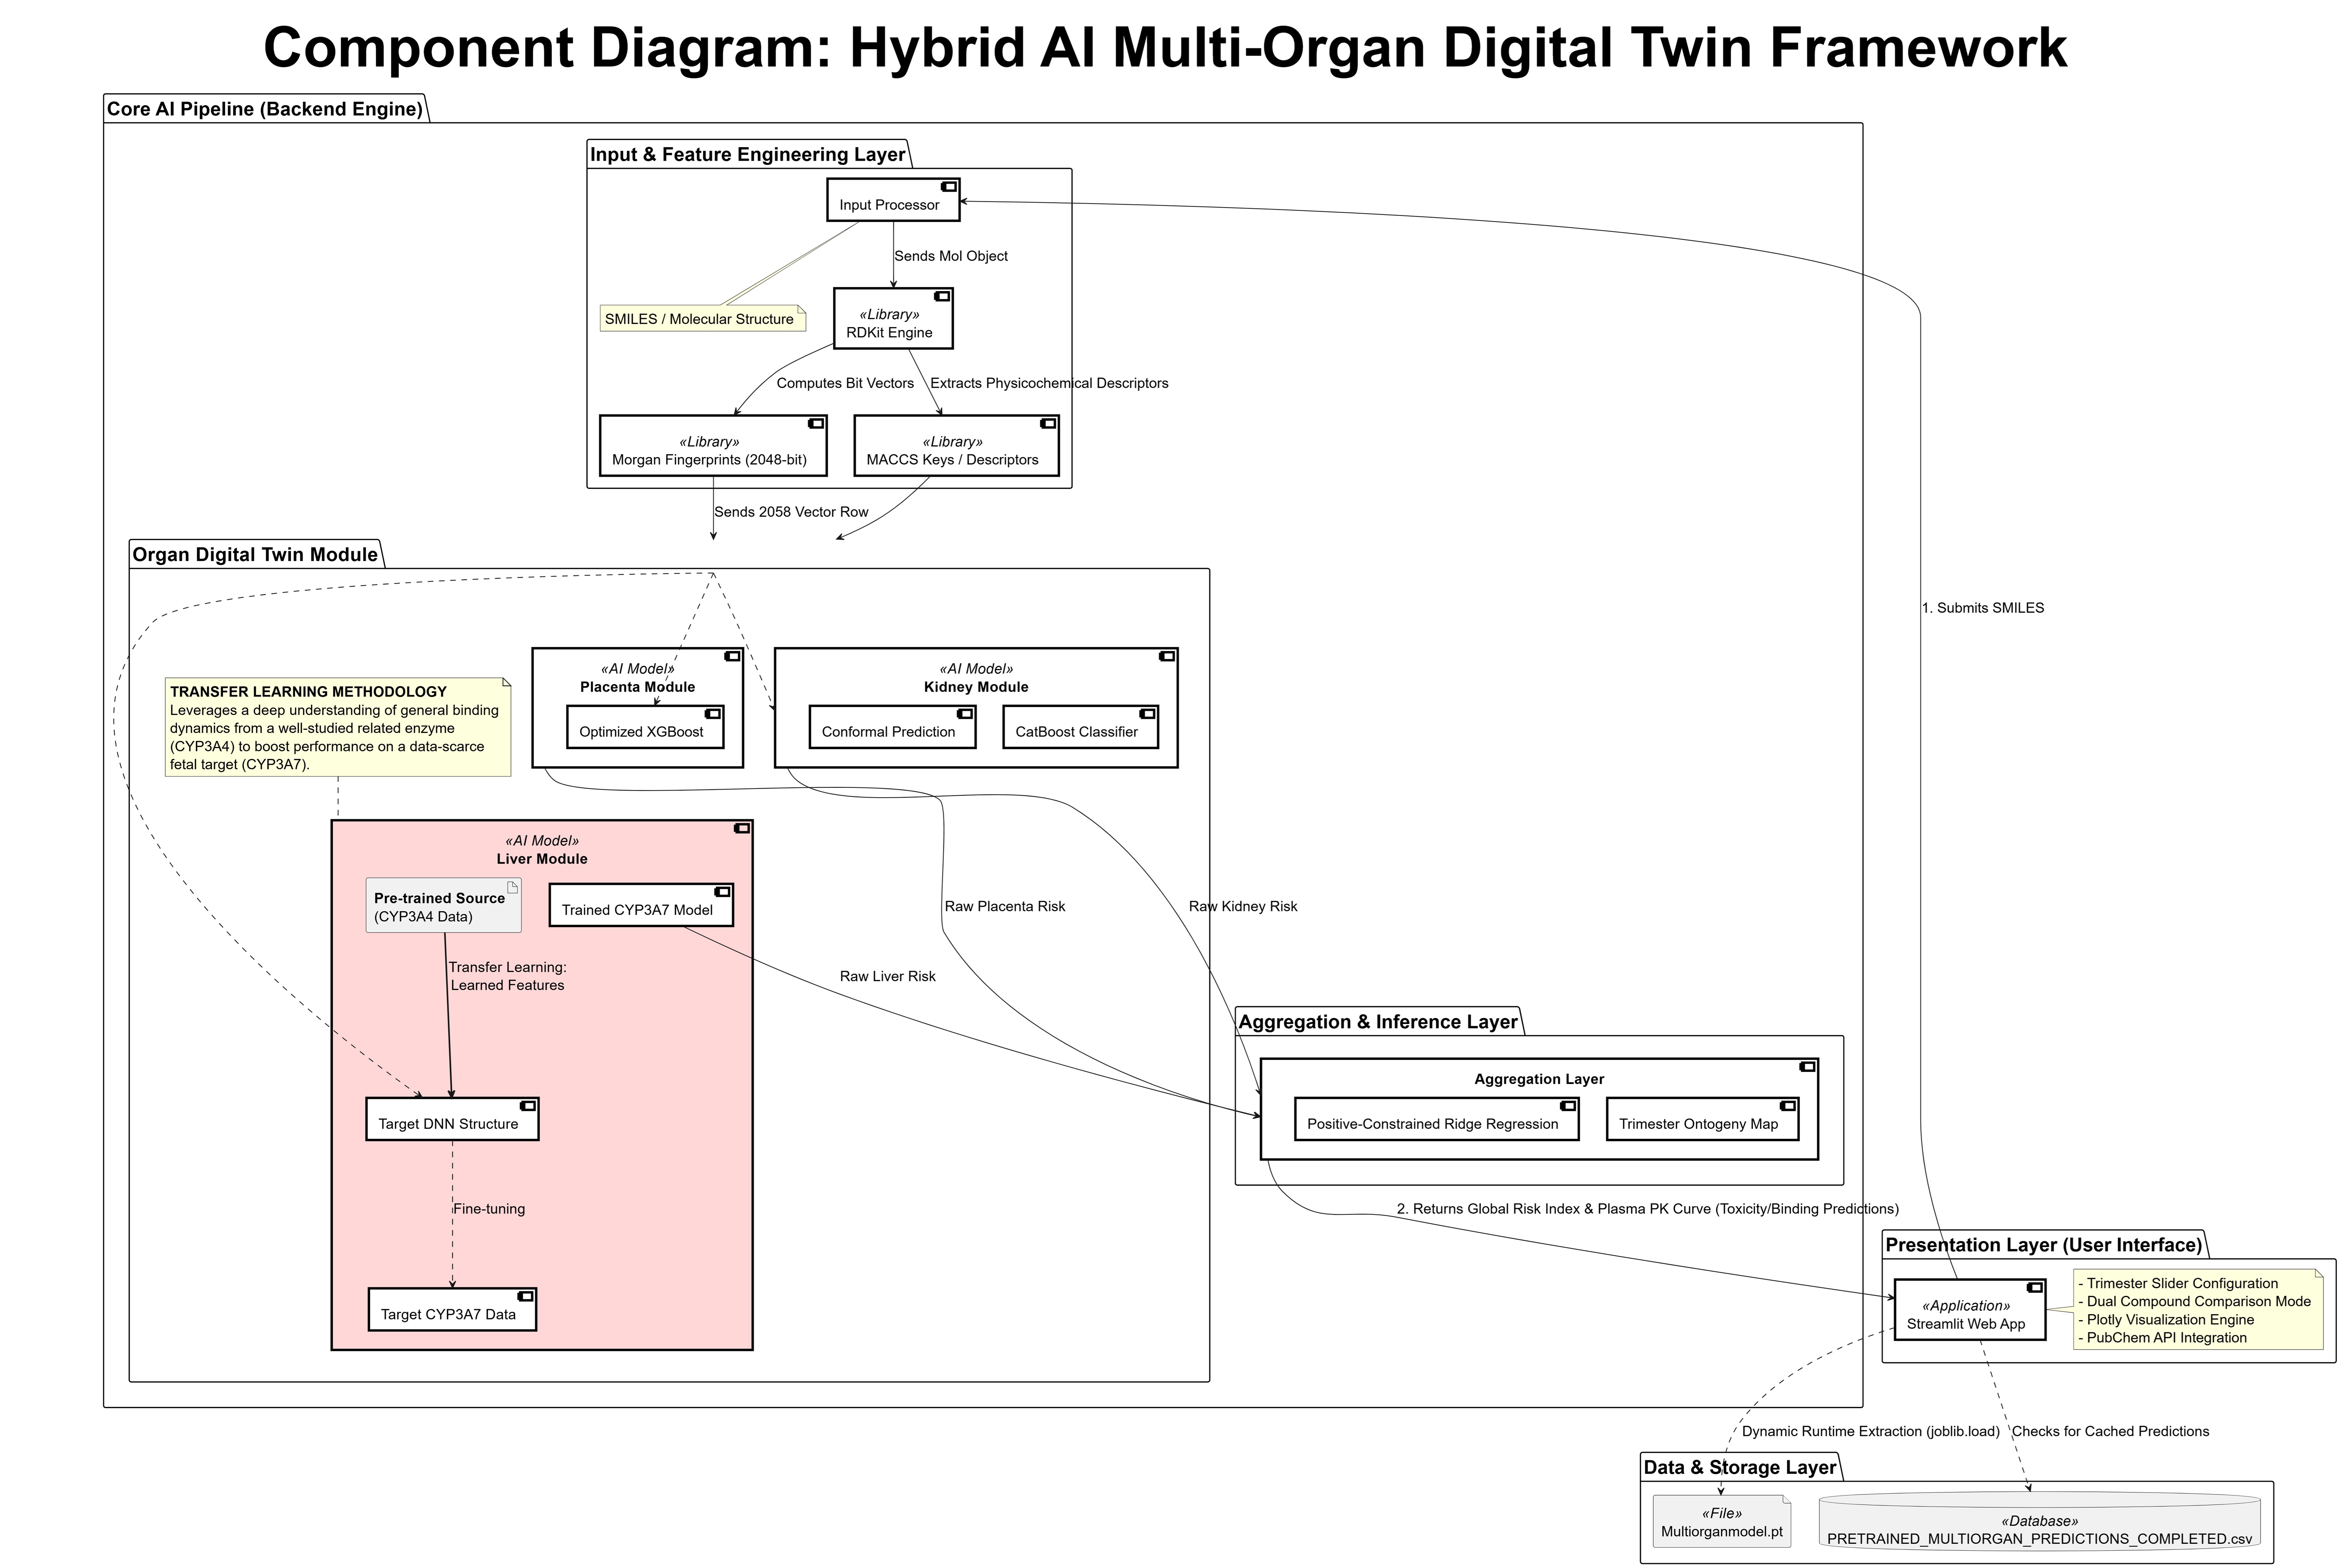 Component Diagram: Hybrid AI Multi-Organ Digital Twin Framework
Core AI Pipeline (Backend Engine)
Input & Feature Engineering Layer
Input Processor
Sends Mol Object
SMILES / Molecular Structure
«Library»
RDKit Engine
Computes Bit Vectors
Extracts Physicochemical Descriptors
«Library»
Morgan Fingerprints (2048-bit)
«Library»
MACCS Keys / Descriptors
Sends 2058 Vector Row
Organ Digital Twin Module
1. Submits SMILES
«AI Model»
Placenta Module
Optimized XGBoost
«AI Model»
Kidney Module
Conformal Prediction
CatBoost Classifier
TRANSFER LEARNING METHODOLOGY
Leverages a deep understanding of general binding
dynamics from a well-studied related enzyme
(CYP3A4) to boost performance on a data-scarce
fetal target (CYP3A7).
«AI Model»
Liver Module
Pre-trained Source
(CYP3A4 Data)
Trained CYP3A7 Model
Raw Placenta Risk
Raw Kidney Risk
Transfer Learning:
Learned Features
Raw Liver Risk
Aggregation & Inference Layer
Aggregation Layer
Positive-Constrained Ridge Regression
Trimester Ontogeny Map
Target DNN Structure
Fine-tuning
2. Returns Global Risk Index & Plasma PK Curve (Toxicity/Binding Predictions)
Target CYP3A7 Data
Presentation Layer (User Interface)
«Application»
Streamlit Web App
- Trimester Slider Configuration
- Dual Compound Comparison Mode
- Plotly Visualization Engine
- PubChem API Integration
Dynamic Runtime Extraction (joblib.load)
Checks for Cached Predictions
Data & Storage Layer
«File»
Multiorganmodel.pt
«Database»
PRETRAINED_MULTIORGAN_PREDICTIONS_COMPLETED.csv